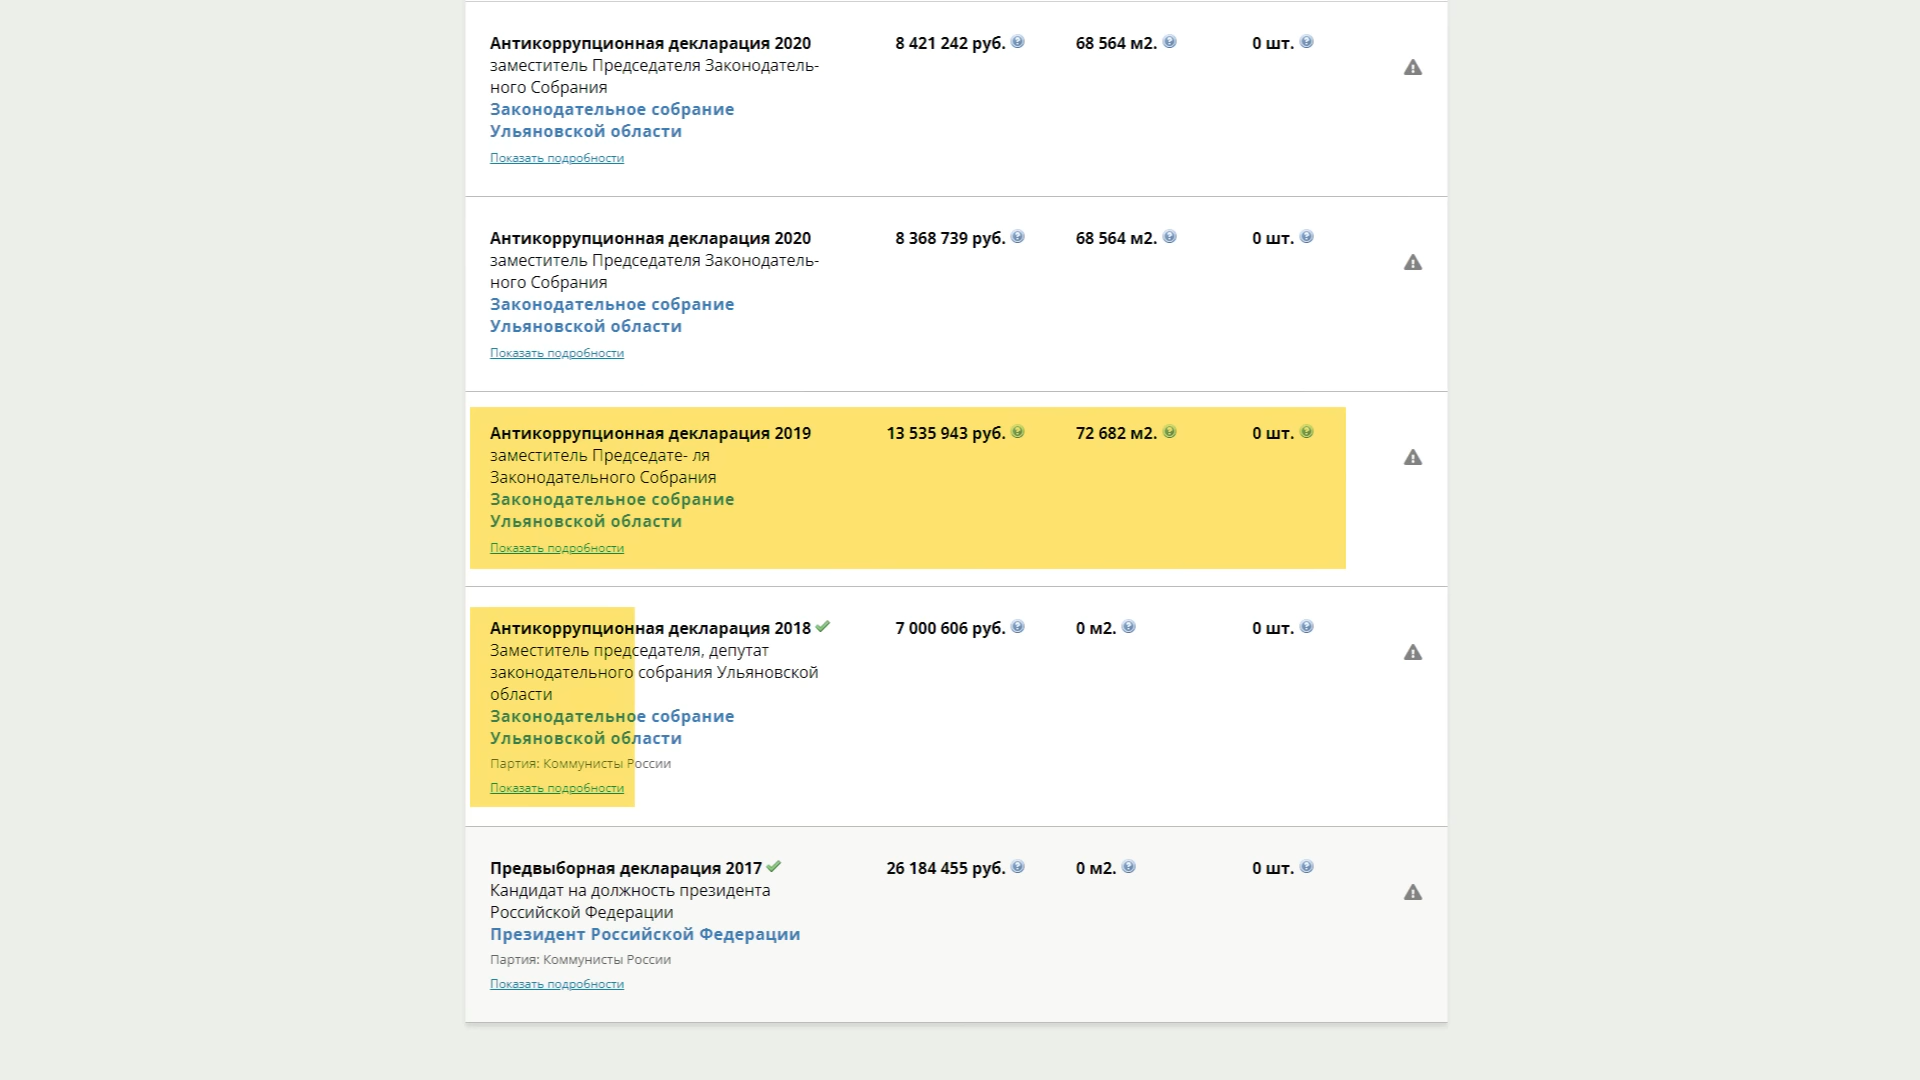 Антикоррупционная декларация 2020 8 421 242 руб. 68 564 м2. 0 шт.
заместитель Председателя Законодатель-
ного Собрания
Законодательное собрание
Ульяновской области
Показать подробности
Антикоррупционная декларация 2020 8 368 739 руб. 68 564 м2. 0 шт.
заместитель Председателя Законодатель-
ного Собрания
Законодательное собрание
Ульяновской области
Показать подробности
Антикоррупционная декларация 2019 13 535 943 руб. 72 682 м2. 0 шт.
заместитель Председате- ля
Законодательного Собрания
Законодательное собрание
Ульяновской области
Показать подробности
Антикоррупционная декларация 2018 7 000 606 руб. 0 м2. 0 шт.
Заместитель председателя, депутат
законодательного собрания Ульяновской
области
Законодательное собрание
Ульяновской области
Партия: Коммунисты России
Показать подробности
Предвыборная декларация 2017 26 184 455 руб. 0 м2. 0 шт.
Кандидат на должность президента
Российской Федерации
Президент Российской Федерации
Партия: Коммунисты России
Показать подробности